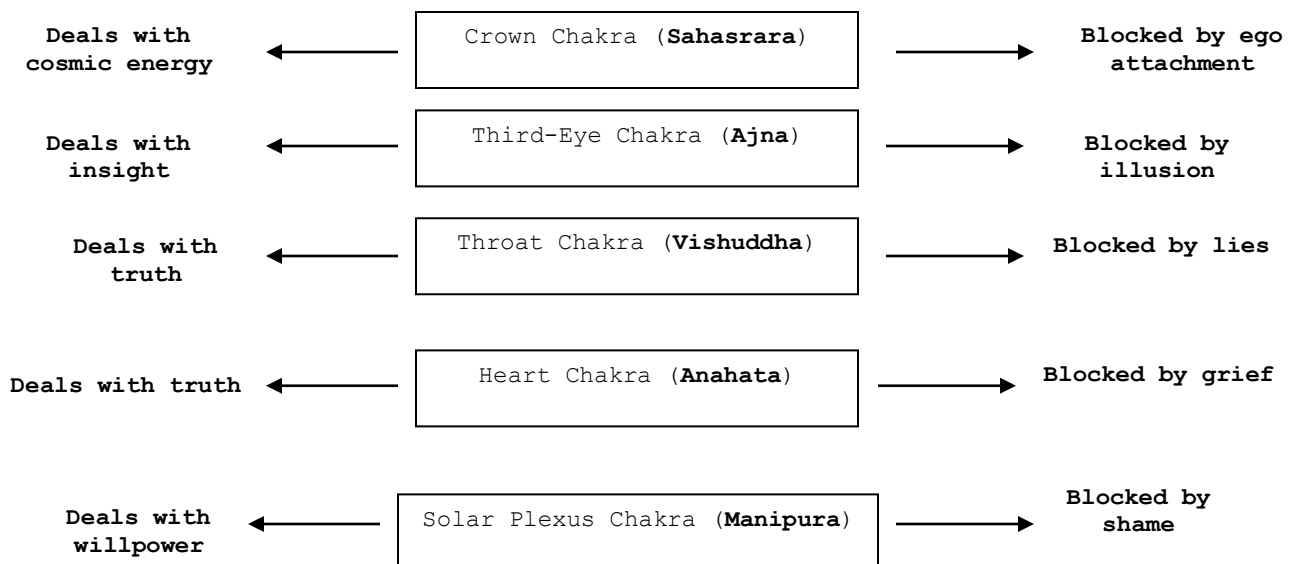 Deals with
cosmic energy
Crown Chakra (Sahasrara)
Blocked by ego
attachment
Deals with
insight
Third-Eye Chakra (Ajna)
Blocked by
illusion
Deals with
truth
Throat Chakra (Vishuddha)
Blocked by lies
Deals with truth
Heart Chakra (Anahata)
Blocked by grief
Deals with
willpower
Solar Plexus Chakra (Manipura)
Blocked by
shame